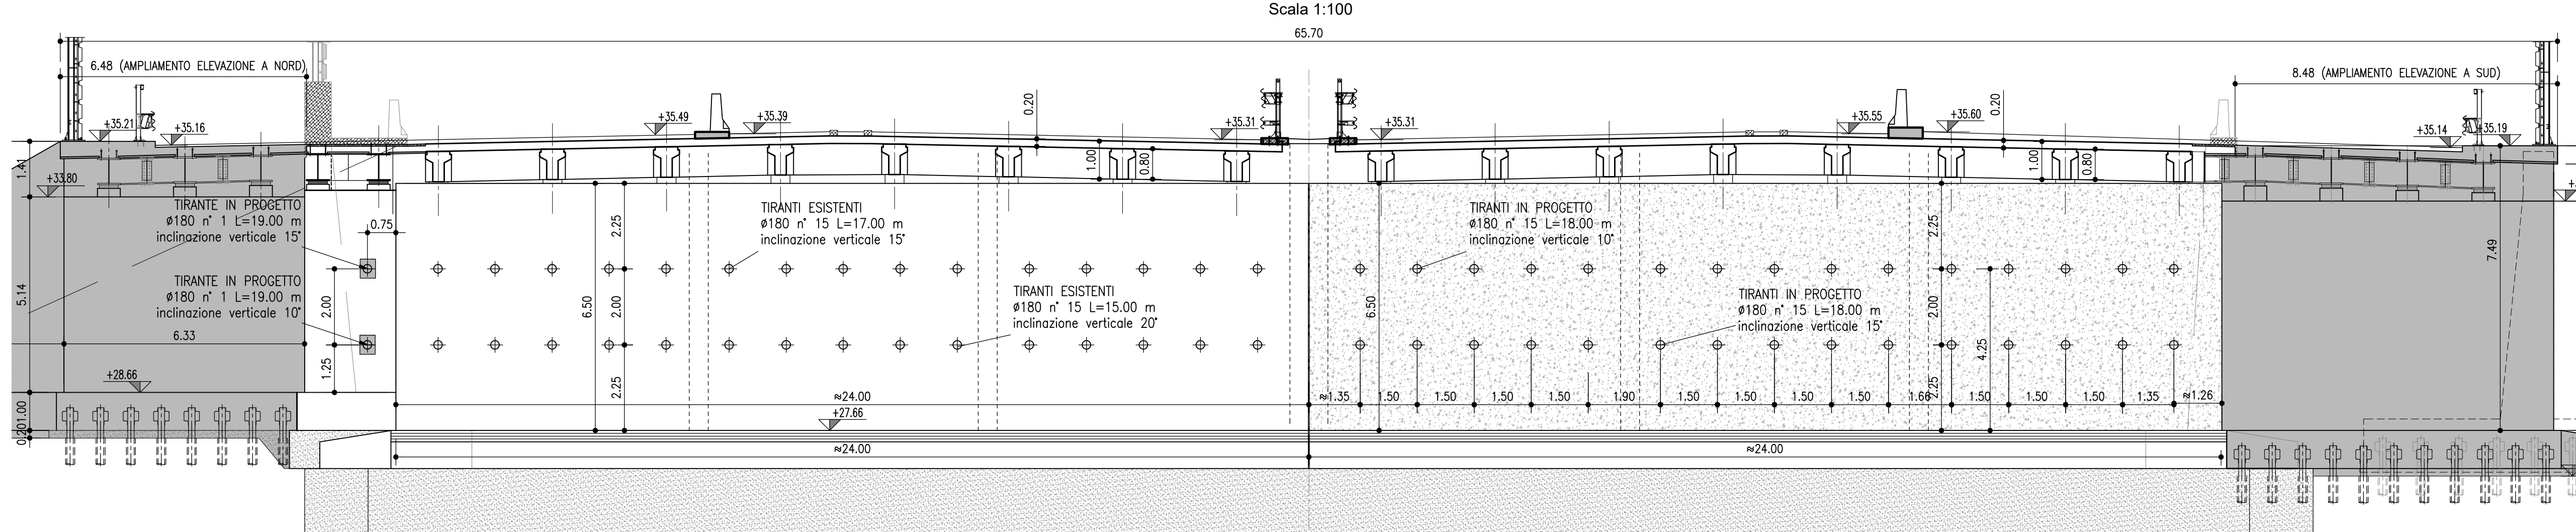 Scala 1:100
65.70
6.48 (AMPLIAMENTO ELEVAZIONE A NORD)
8.48 (AMPLIAMENTO ELEVAZIONE A SUD)
+35.21
+35.16
+35.49
+35.39
0.20
+35.31
+35.31
+35.55
+35.60
0.20
+35.14
+35.19
1.41
+33.80
1.00
0.80
1.00
0.80
TIRANTE IN PROGETTO
ø180 n° 1 L=19.00 m
inclinazione verticale 15°
0.75
TIRANTI ESISTENTI
ø180 n° 15 L=17.00 m
inclinazione verticale 15°
2.25
TIRANTI IN PROGETTO
ø180 n° 15 L=18.00 m
inclinazione verticale 10°
2.25
7.49
TIRANTE IN PROGETTO
ø180 n° 1 L=19.00 m
inclinazione verticale 10°
5.14
2.00
6.50
2.00
TIRANTI ESISTENTI
ø180 n° 15 L=15.00 m
inclinazione verticale 20°
6.50
TIRANTI IN PROGETTO
ø180 n° 15 L=18.00 m
inclinazione verticale 15°
2.00
4.25
6.33
1.25
2.25
2.25
+28.66
≈24.00
≈1.35
1.50
1.50
1.50
1.50
1.90
1.50
1.50
1.50
1.50
1.66
1.50
1.50
1.50
1.35
≈1.26
1.00
0.20
+27.66
≈24.00
≈24.00